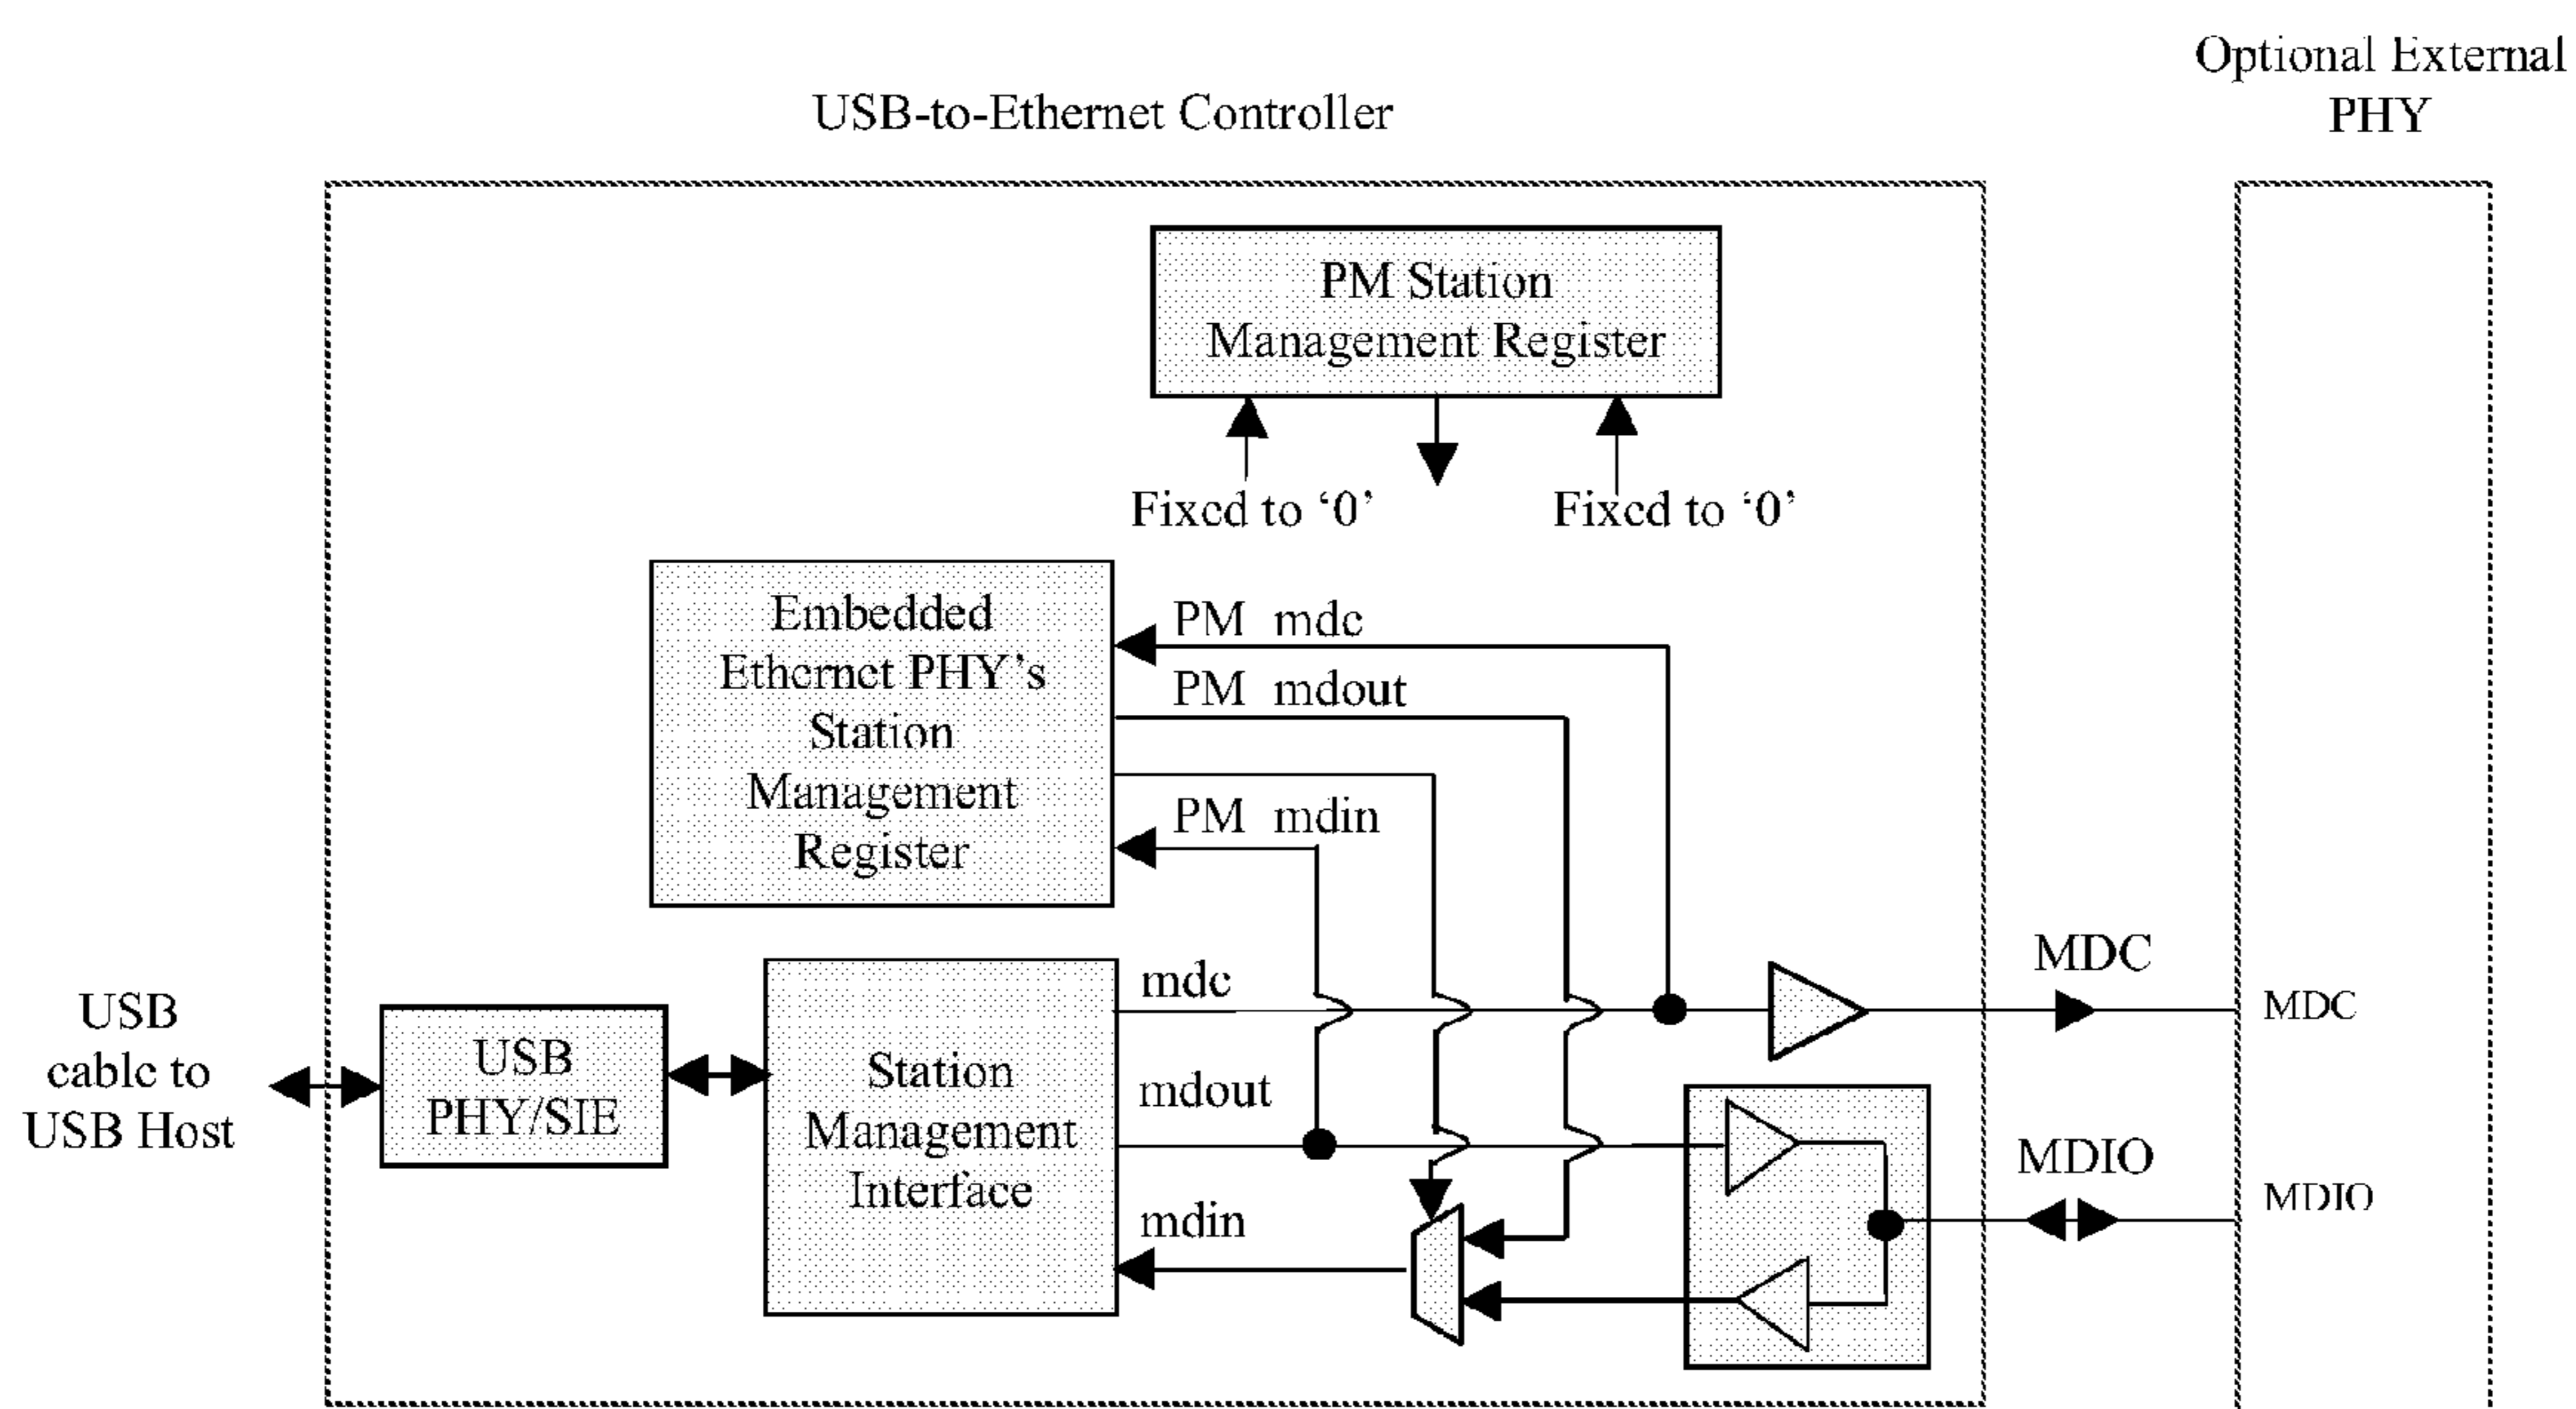 Optional External
PHY
USB-to-Ethernet Controller
PM Station
Management Register
Fixed to ‘0’
Fixed to ‘0’
Embedded
Ethernet PHY’s
Station
Management
Register
PM mdc
PM mdout
PM mdin
USB
cable to
USB Host
USB
PHY/SIE
Station
Management
Interface
mdc
mdout
mdin
MDC
MDIO
MDC
MDIO